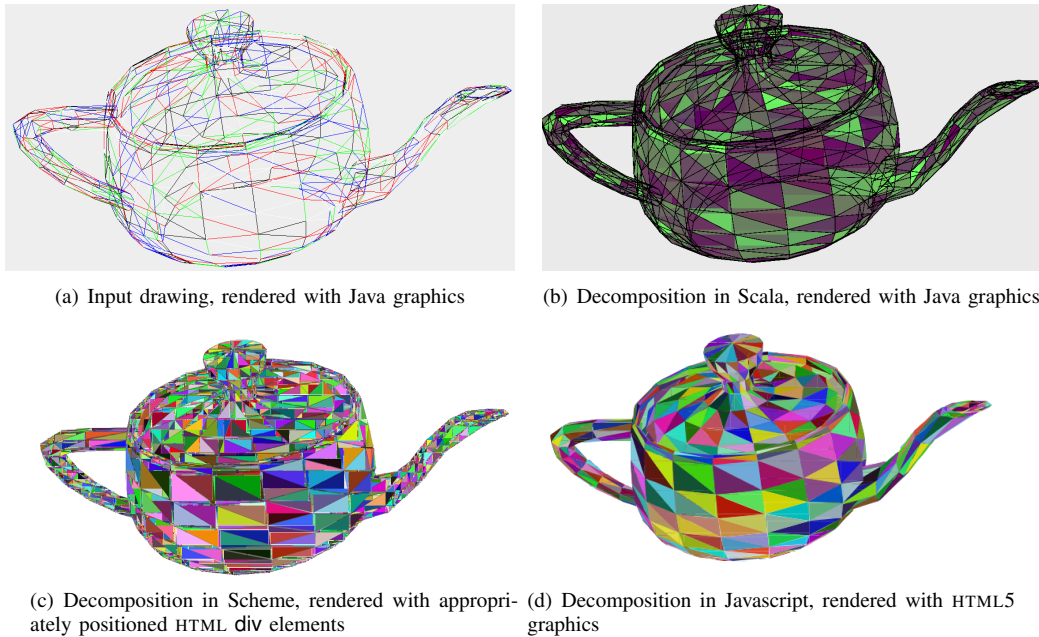 (a) Input drawing, rendered with Java graphics
(b) Decomposition in Scala, rendered with Java graphics
(c) Decomposition in Scheme, rendered with appropri-
ately positioned HTML div elements
(d) Decomposition in Javascript, rendered with HTML5
graphics